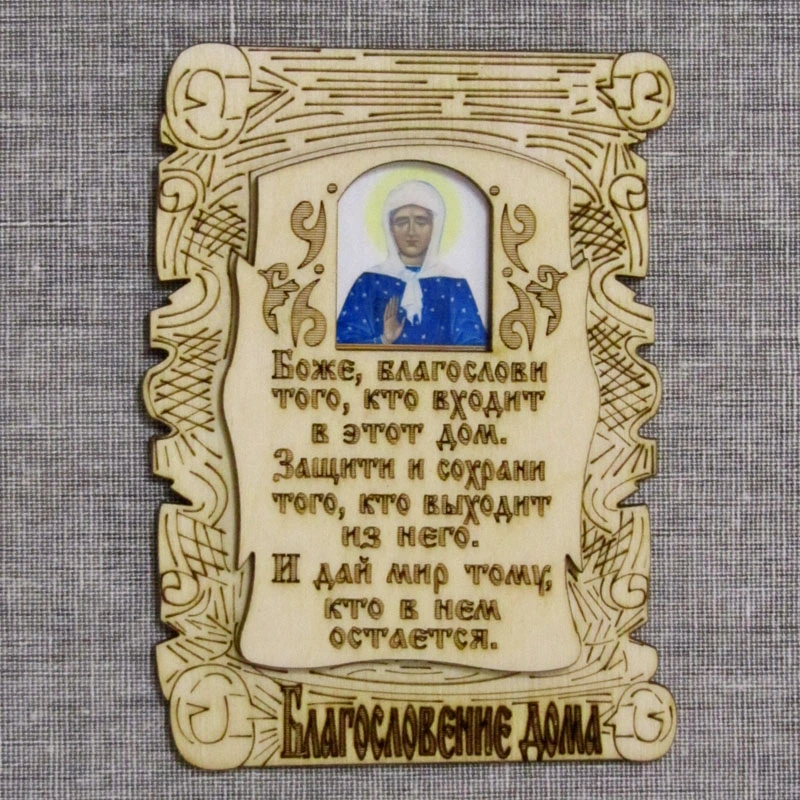 Боже, благослови
того, кто входит
в этот дом.
Защити и сохрани
того, кто выходит
из него.
И дай мир тому,
кто в нем
остается.
Благословение дома